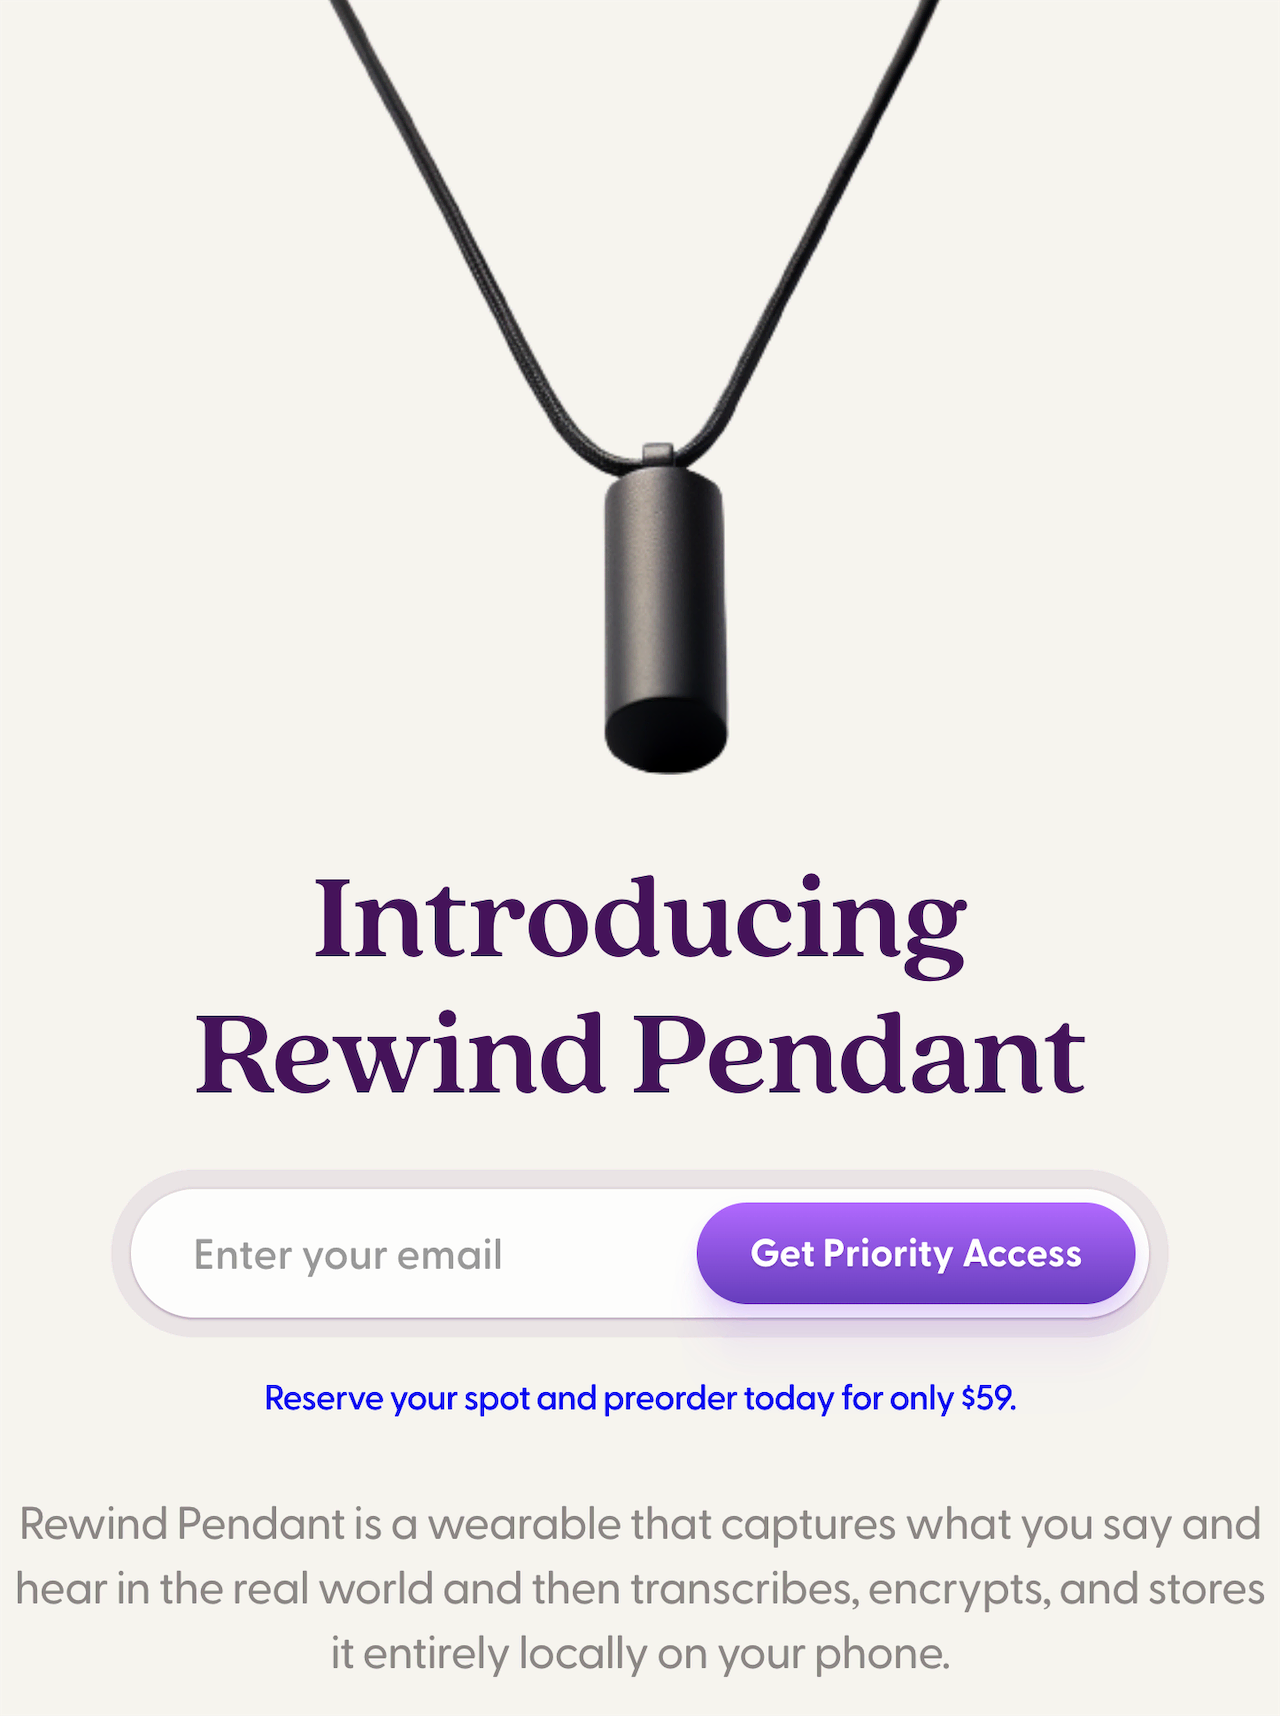 Introducing
Rewind Pendant
Enter your email
Get Priority Access
Reserve your spot and preorder today for only $59.
Rewind Pendant is a wearable that captures what you say and
hear in the real world and then transcribes, encrypts, and stores
it entirely locally on your phone.